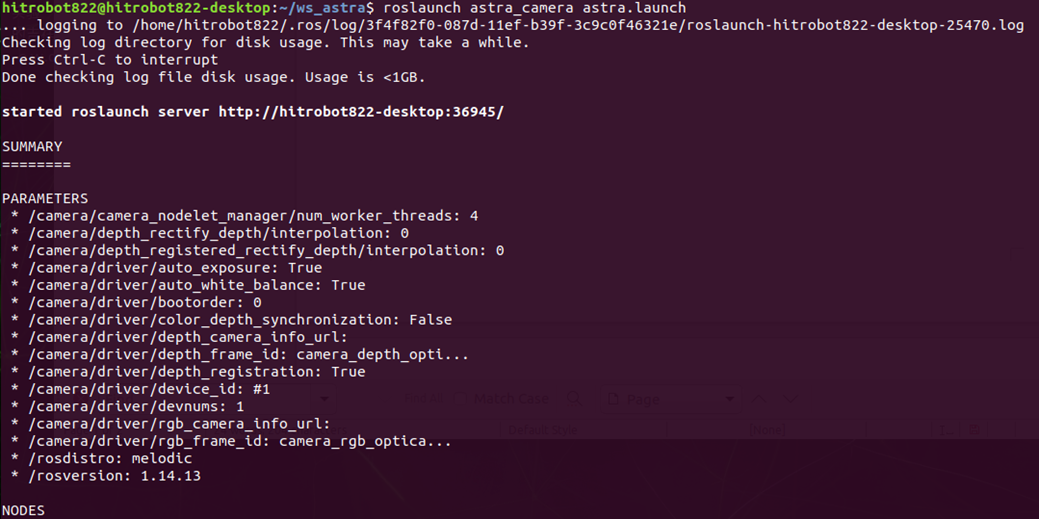 hitrobot822@hitrobot822-desktop:~/ws_astra$ roslaunch astra_camera astra.launch
... logging to /home/hitrobot822/.ros/log/3f4f82f0-087d-11ef-b39f-3c9c0f46321e/roslaunch-hitrobot822-desktop-25470.log
Checking log directory for disk usage. This may take a while.
Press Ctrl-C to interrupt
Done checking log file disk usage. Usage is <1GB.
started roslaunch server http://hitrobot822-desktop:36945/
SUMMARY
========
PARAMETERS
* /camera/camera_nodelet_manager/num_worker_threads: 4
* /camera/depth_rectify_depth/interpolation: 0
* /camera/depth_registered_rectify_depth/interpolation: 0
* /camera/driver/auto_exposure: True
* /camera/driver/auto_white_balance: True
* /camera/driver/bootorder: 0
* /camera/driver/color_depth_synchronization: False
* /camera/driver/depth_camera_info_url:
* /camera/driver/depth_frame_id: camera_depth_opti...
* /camera/driver/depth_registration: True
* /camera/driver/device_id: #1
* /camera/driver/devnums: 1
* /camera/driver/rgb_camera_info_url:
* /camera/driver/rgb_frame_id: camera_rgb_optica...
* /rosdistro: melodic
* /rosversion: 1.14.13
NODES
Match Case
Page
Default Style